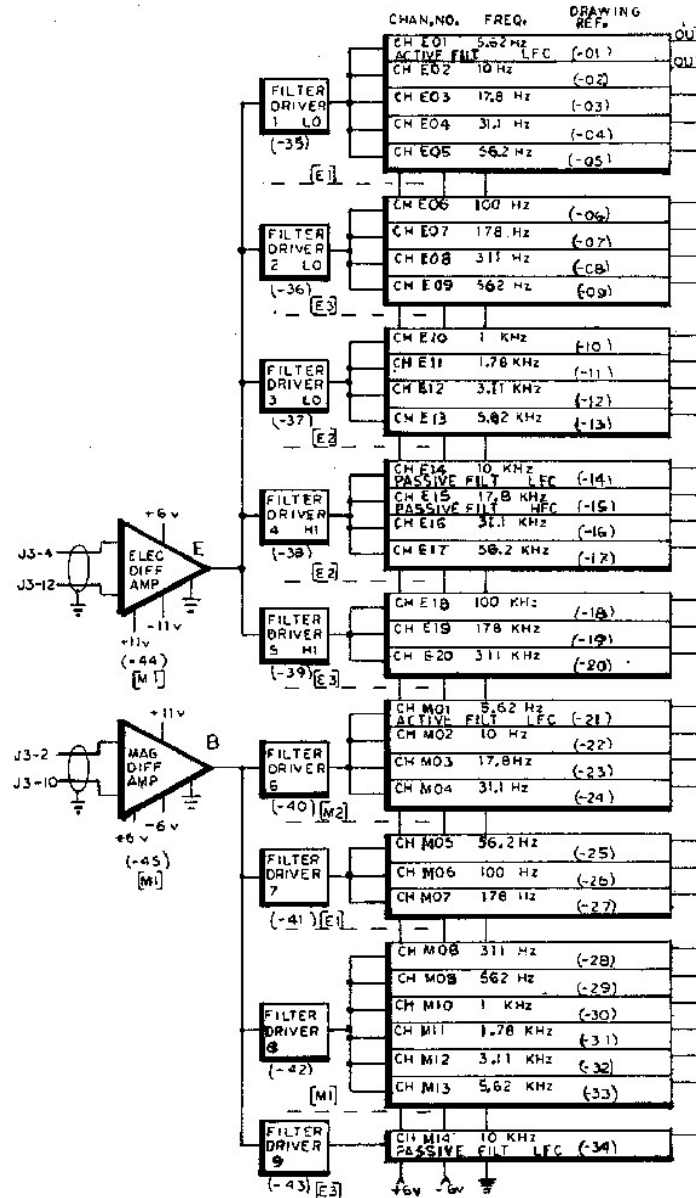 CHAN. NO. FREQ. DRAWING REF.
CH E01 5.62 Hz
ACTIVE FILT LFC (-01)
CH E02 10 Hz (-02)
CH E03 17.8 Hz (-03)
CH E04 31.1 Hz (-04)
CH E05 56.2 Hz (-05)
OU
OU
FILTER
DRIVER
1 LO
(-35)
[E1]
CH E06 100 Hz (-06)
CH E07 178 Hz (-07)
CH E08 311 Hz (-08)
CH E09 562 Hz (-09)
FILTER
DRIVER
2 LO
(-36)
[E3]
CH E10 1 KHz (-10)
CH E11 1.78 KHz (-11)
CH E12 3.11 KHz (-12)
CH E13 5.62 KHz (-13)
FILTER
DRIVER
3 LO
(-37)
[E2]
CH E14 10 KHz
PASSIVE FILT LFC (-14)
CH E15 17.8 KHz
PASSIVE FILT HFC (-15)
CH E16 31.1 KHz (-16)
CH E17 56.2 KHz (-17)
FILTER
DRIVER
4 HI
(-38)
[E2]
+6v
E
J3-4
J3-12
ELEC
DIFF
AMP
-11v
+11v
(-44)
[M1]
CH E18 100 KHz (-18)
CH E19 178 KHz (-19)
CH E20 311 KHz (-20)
FILTER
DRIVER
5 HI
(-39) [E3]
CH M01 5.62 Hz
ACTIVE FILT LFC (-21)
CH M02 10 Hz (-22)
CH M03 17.8Hz (-23)
CH M04 31.1 Hz (-24)
+11v
B
J3-2
J3-10
MAG
DIFF
AMP
-6v
+6v
(-45)
[M1]
FILTER
DRIVER
6
(-40) [M2]
CH M05 56.2 Hz (-25)
CH M06 100 Hz (-26)
CH M07 178 Hz (-27)
FILTER
DRIVER
7
(-41) [E1]
CH M08 311 Hz (-28)
CH M09 562 Hz (-29)
CH M10 1 KHz (-30)
CH M11 1.78 KHz (-31)
CH M12 3.11 KHz (-32)
CH M13 5.62 KHz (-33)
FILTER
DRIVER
8
(-42)
[M1]
CH M14 10 KHz
PASSIVE FILT LFC (-34)
FILTER
DRIVER
9
(-43) [E3]
+6v -6v